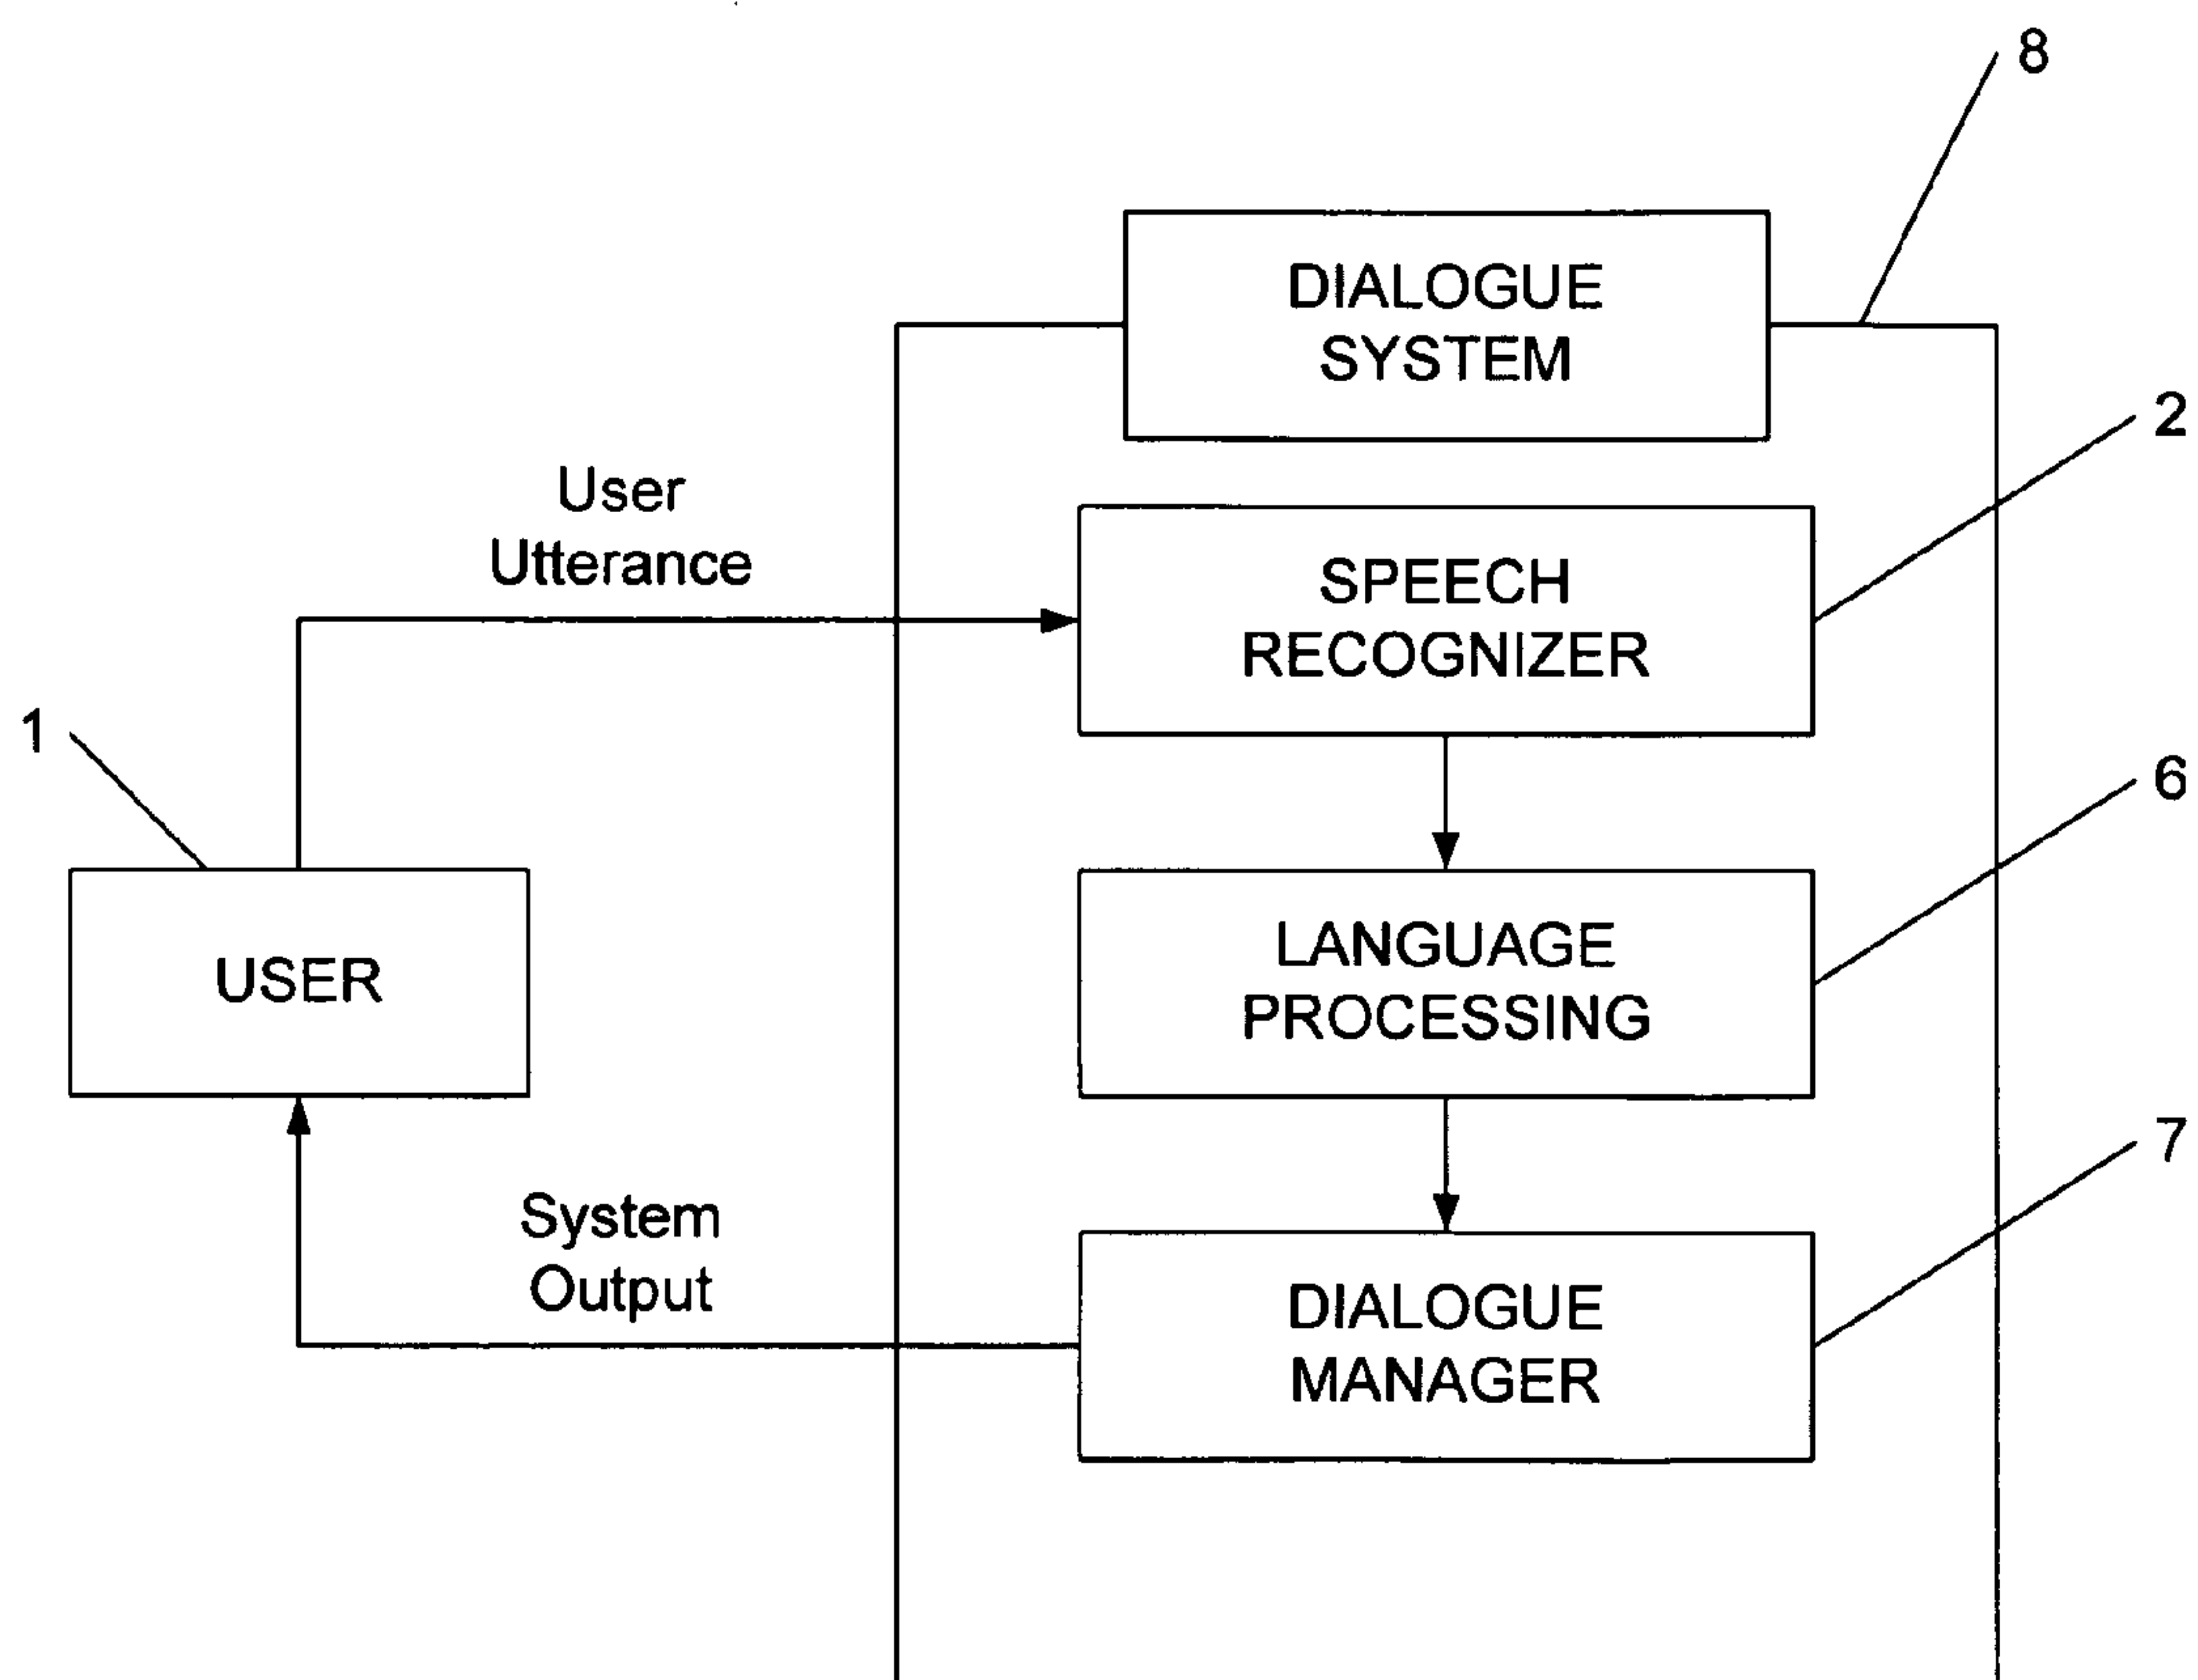 8
DIALOGUE
SYSTEM
2
User
Utterance
SPEECH
RECOGNIZER
1
6
LANGUAGE
PROCESSING
USER
7
System
Output
DIALOGUE
MANAGER